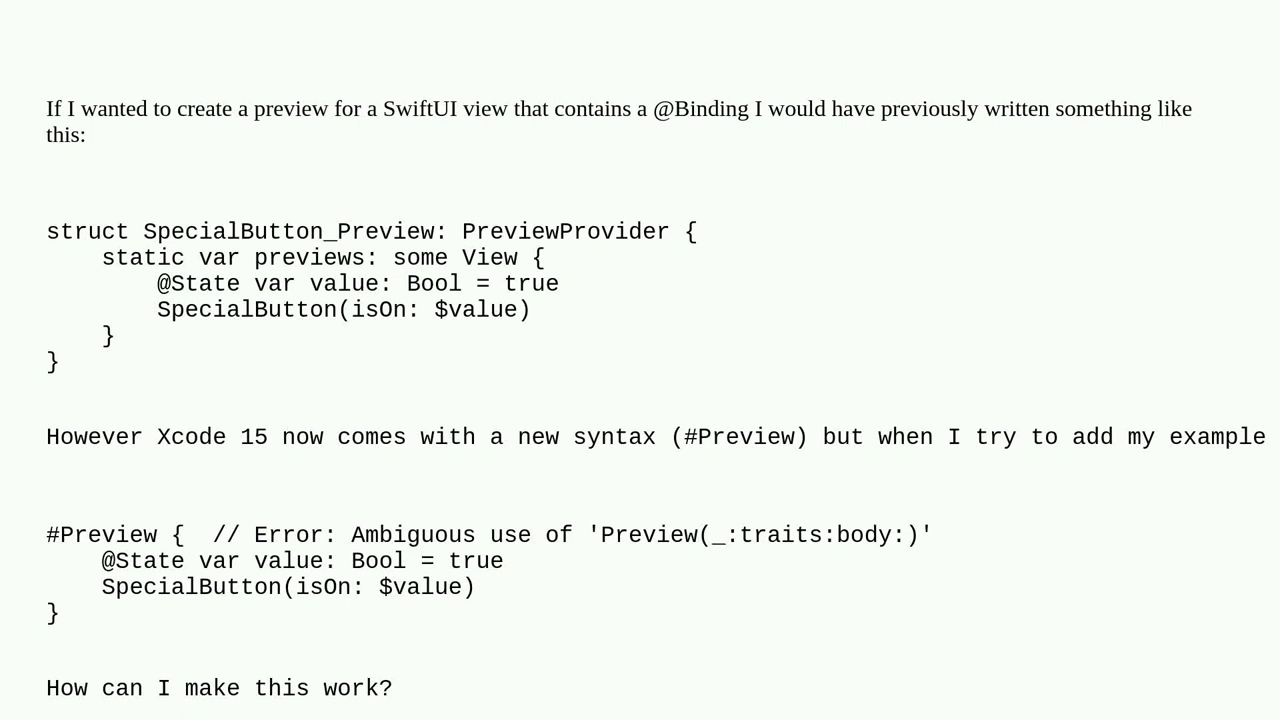 If I wanted to create a preview for a SwiftUI view that contains a @Binding I would have previously written something like
this:
struct SpecialButton_Preview: PreviewProvider {
    static var previews: some View {
        @State var value: Bool = true
        SpecialButton(isOn: $value)
    }
}
However Xcode 15 now comes with a new syntax (#Preview) but when I try to add my example
#Preview {  // Error: Ambiguous use of 'Preview(_:traits:body:)'
    @State var value: Bool = true
    SpecialButton(isOn: $value)
}
How can I make this work?